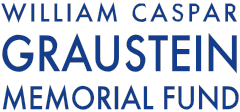 WILLIAM CASPAR
GRAUSTEIN
MEMORIAL FUND